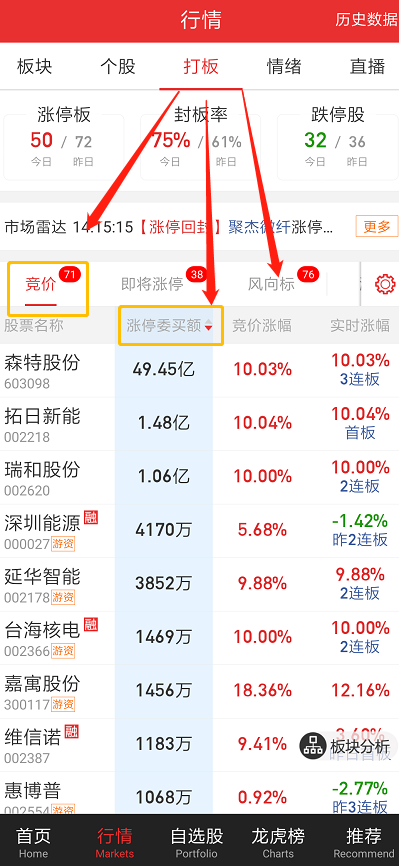 行情
历史数据
板块 个股 打板 情绪 直播
涨停板 封板率 跌停股
50 / 72 75% / 61% 32 / 36
今日 昨日 今日 昨日 今日 昨日
市场雷达 14:15:15【涨停回封】聚杰微纤涨停... 更多
竞价 71 即将涨停 38 风向标 76
股票名称 涨停委买额 竞价涨幅 实时涨幅
森特股份 49.45亿 10.03% 10.03%
603098 3连板
拓日新能 1.48亿 10.04% 10.04%
002218 首板
瑞和股份 1.06亿 10.00% 10.00%
002620 2连板
深圳能源 融 4170万 5.68% -1.42%
000027 游资 昨2连板
延华智能 3852万 9.88% 9.88%
002178 游资 2连板
台海核电 融 1469万 10.00% 10.00%
002366 游资 2连板
嘉寓股份 1456万 18.36% 12.16%
300117 游资
维信诺 融 1183万 9.41% 3.60%
002387 昨日首板
板块分析
惠博普 1068万 0.92% -2.77%
002554 游资 昨3连板
首页 行情 自选股 龙虎榜 推荐
Home Markets Portfolio Charts Recommend